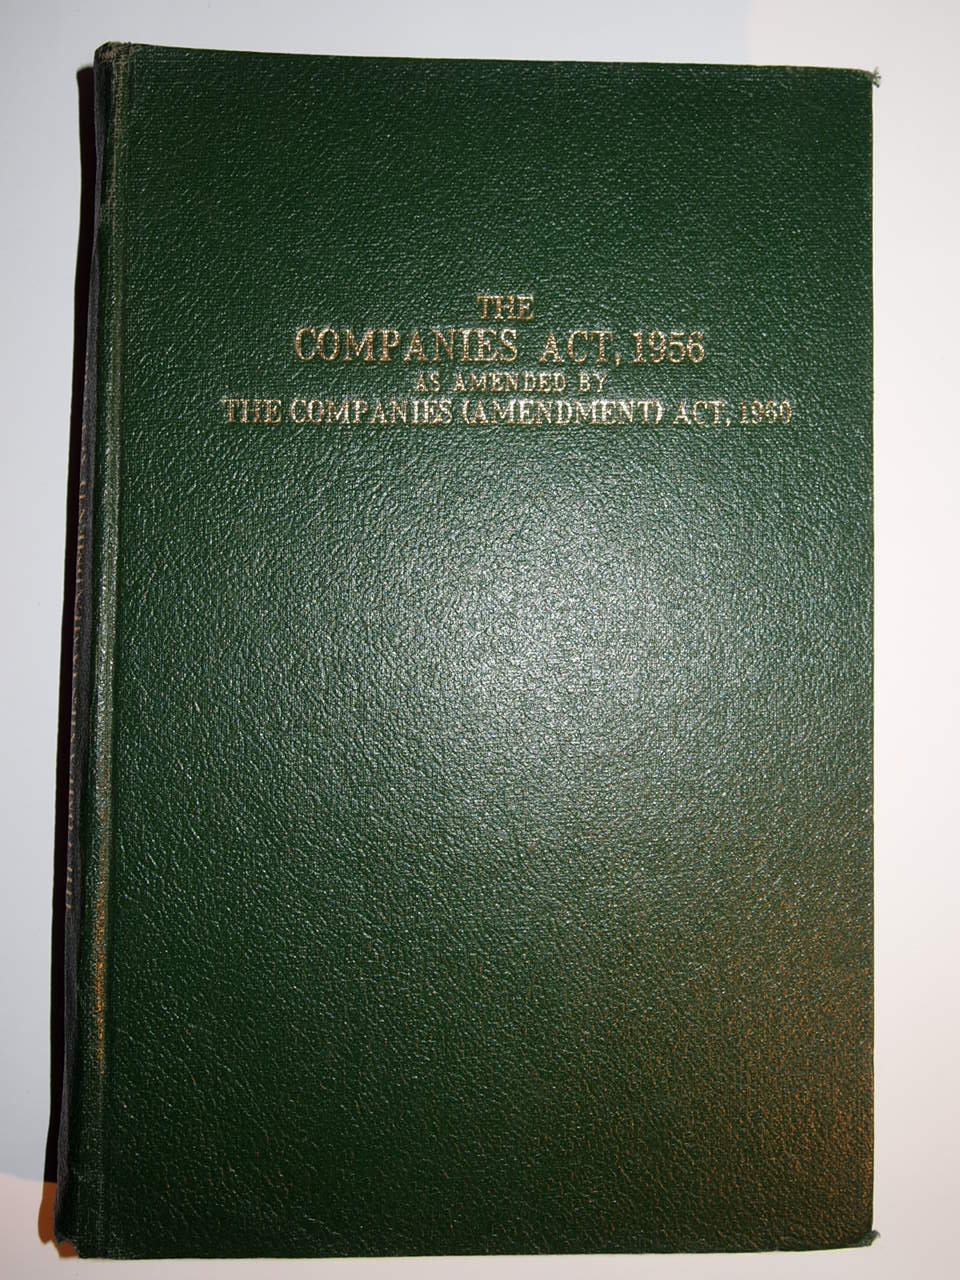 THE
COMPANIES ACT, 1956
AS AMENDED BY
THE COMPANIES (AMENDMENT) ACT, 1960